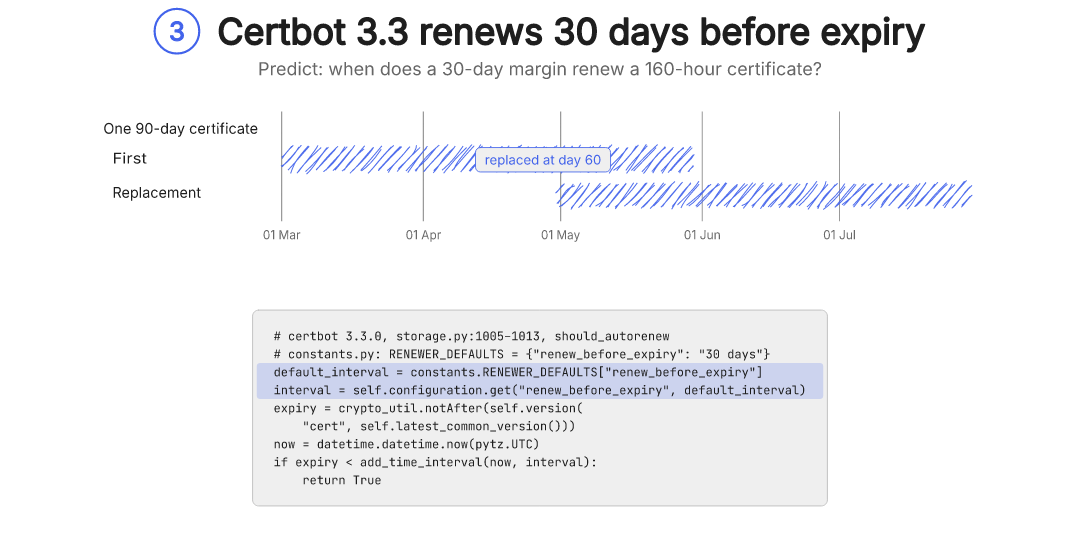 3 Certbot 3.3 renews 30 days before expiry
Predict: when does a 30-day margin renew a 160-hour certificate?
One 90-day certificate
First
replaced at day 60
Replacement
01 Mar 01 Apr 01 May 01 Jun 01 Jul
# certbot 3.3.0, storage.py:1005-1013, should_autorenew
# constants.py: RENEWER_DEFAULTS = {"renew_before_expiry": "30 days"}
default_interval = constants.RENEWER_DEFAULTS["renew_before_expiry"]
interval = self.configuration.get("renew_before_expiry", default_interval)
expiry = crypto_util.notAfter(self.version(
    "cert", self.latest_common_version()))
now = datetime.datetime.now(pytz.UTC)
if expiry < add_time_interval(now, interval):
    return True